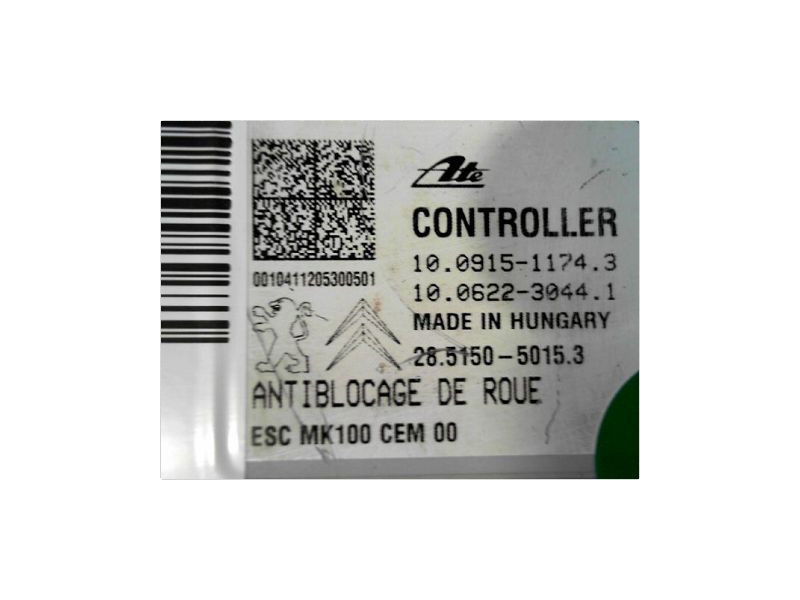 Ate
CONTROLLER
10.0915-1174.3
10.0622-3044.1
0010411205300501
MADE IN HUNGARY
28.5150-5015.3
ANTIBLOCAGE DE ROUE
ESC MK100 CEM 00